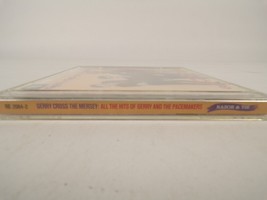 GERRY CROSS THE MERSEY: ALL THE HITS OF GERRY AND THE PACEMAKERS